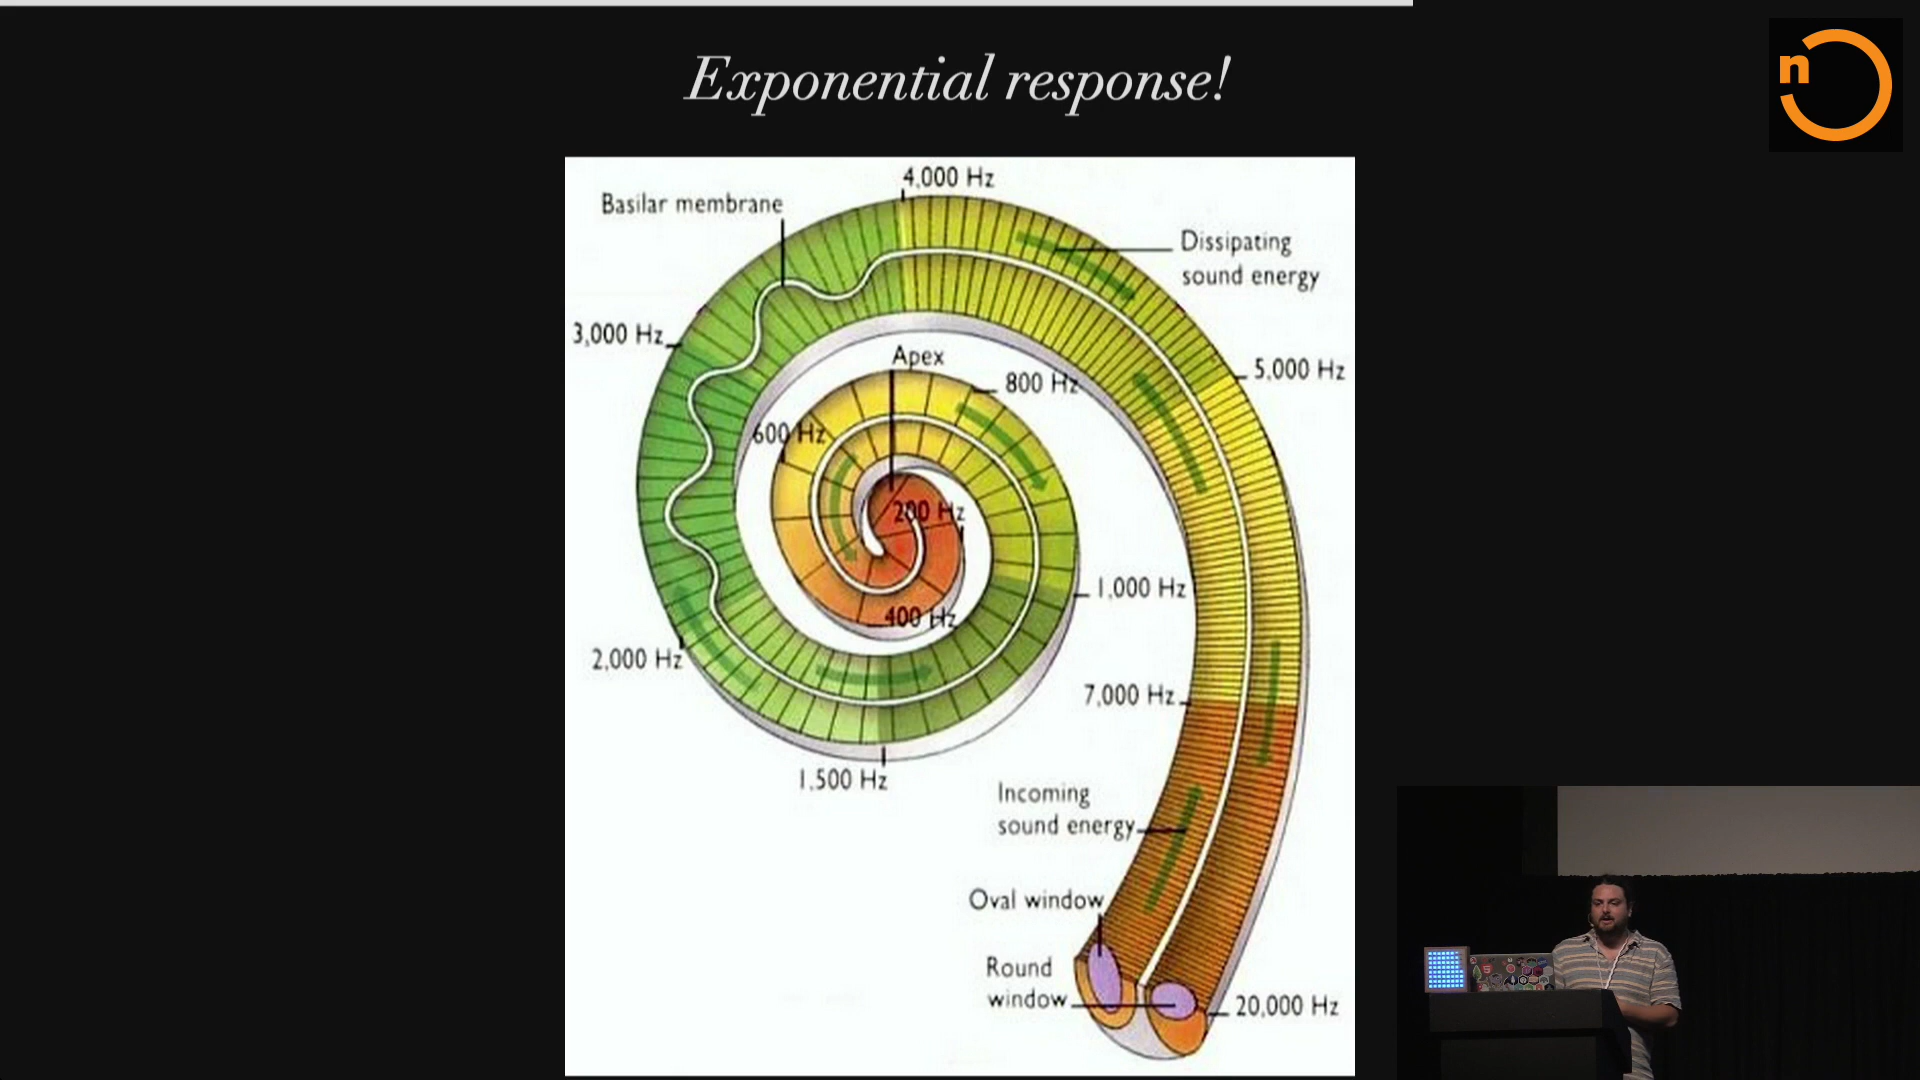 Exponential response!
n
4,000 Hz
Basilar membrane
Dissipating
sound energy
3,000 Hz
Apex
800 Hz
5,000 Hz
600 Hz
200 Hz
1,000 Hz
400 Hz
2,000 Hz
7,000 Hz
1,500 Hz
Incoming
sound energy
Oval window
Round
window
20,000 Hz